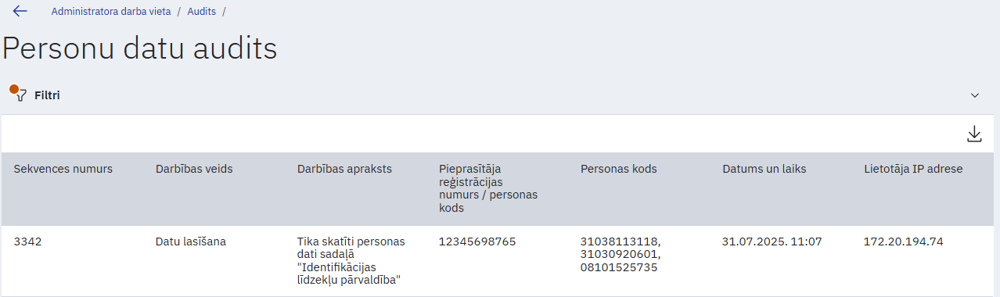 Administratora darba vieta / Audits /
Personu datu audits
Filtri
Sekvences numurs
Darbības veids
Darbības apraksts
Pieprasītāja
reģistrācijas
numurs / personas
kods
Personas kods
Datums un laiks
Lietotāja IP adrese
3342
Datu lasīšana
Tika skatīti personas
dati sadaļā
"Identifikācijas
līdzekļu pārvaldība"
12345698765
31038113118,
31030920601,
08101525735
31.07.2025. 11:07
172.20.194.74